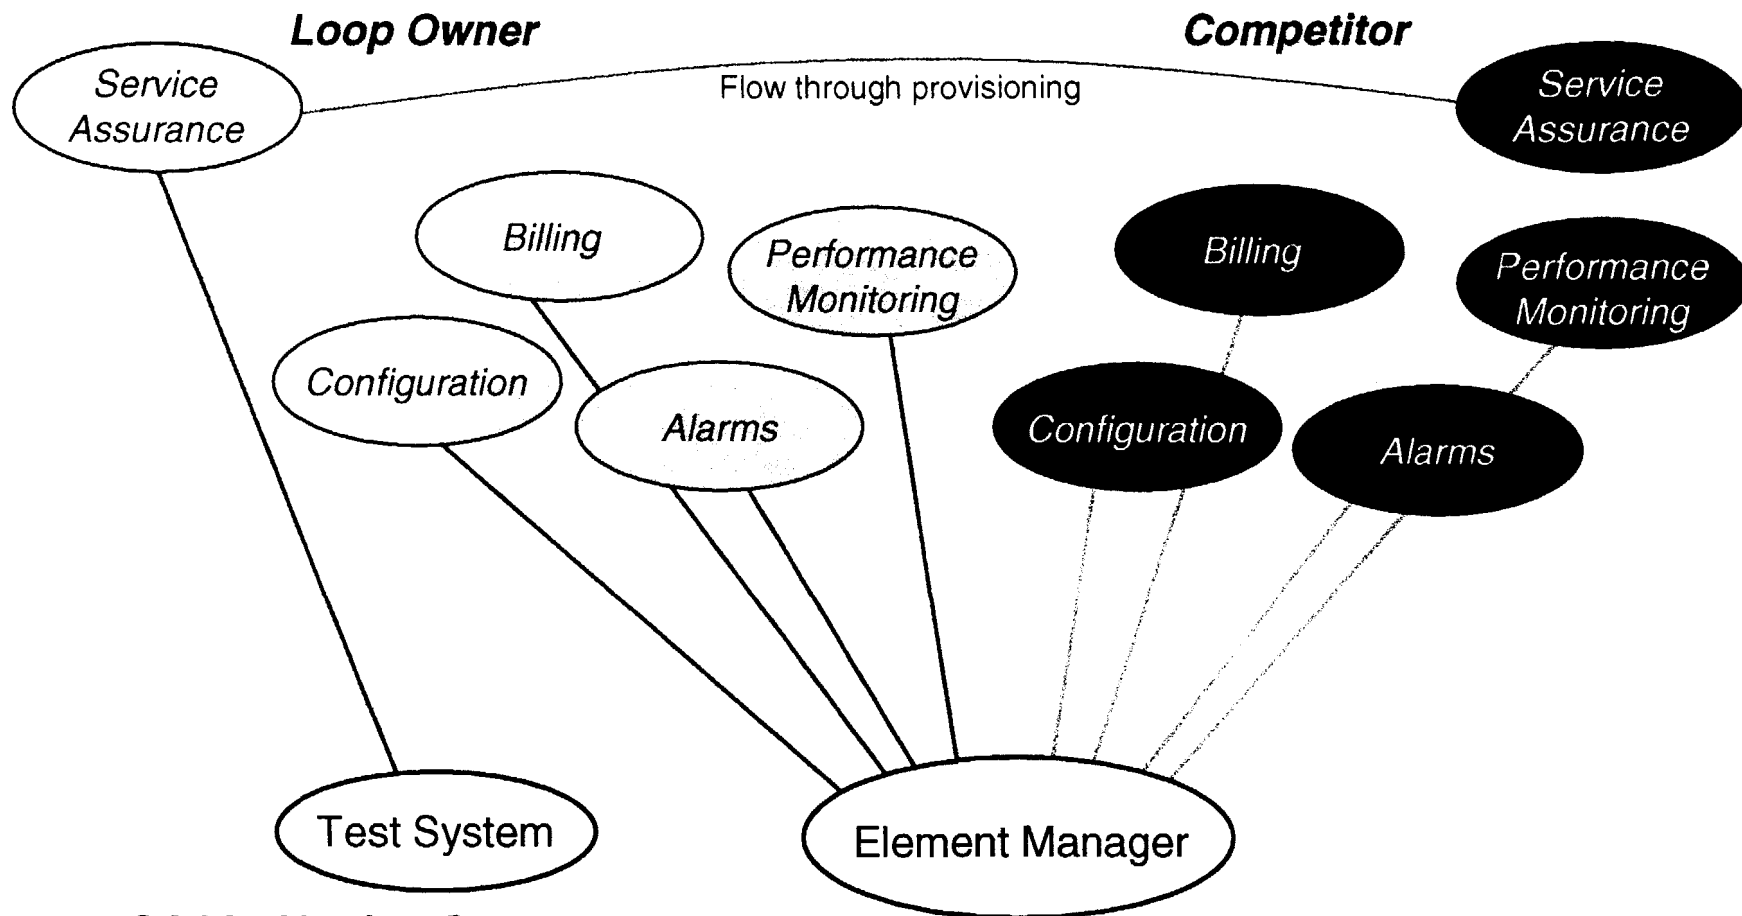 Loop Owner
Competitor
Service
Assurance
Flow through provisioning
Service
Assurance
Billing
Performance
Monitoring
Billing
Performance
Monitoring
Configuration
Alarms
Configuration
Alarms
Test System
Element Manager